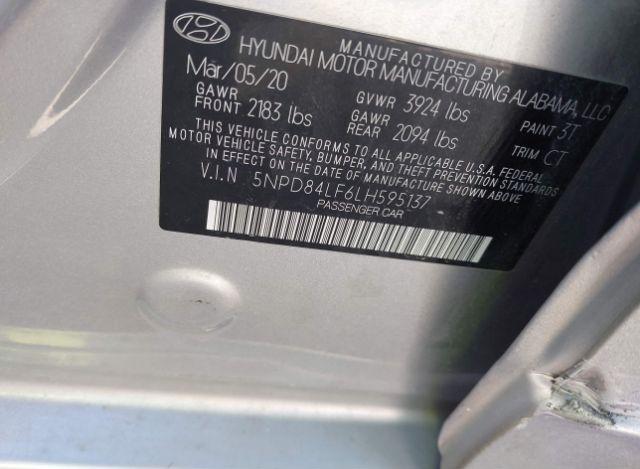 MANUFACTURED BY
HYUNDAI MOTOR MANUFACTURING ALABAMA, LLC
Mar/05/20
GAWR
FRONT 2183 lbs
GVWR 3924 lbs
GAWR
REAR 2094 lbs
PAINT 3T
TRIM CT
THIS VEHICLE CONFORMS TO ALL APPLICABLE U.S.A. FEDERAL
MOTOR VEHICLE SAFETY, BUMPER, AND THEFT PREVENTION STANDARDS
IN EFFECT ON THE DATE OF MANUFACTURE SHOWN ABOVE
V.I.N 5NPD84LF6LH595137
PASSENGER CAR